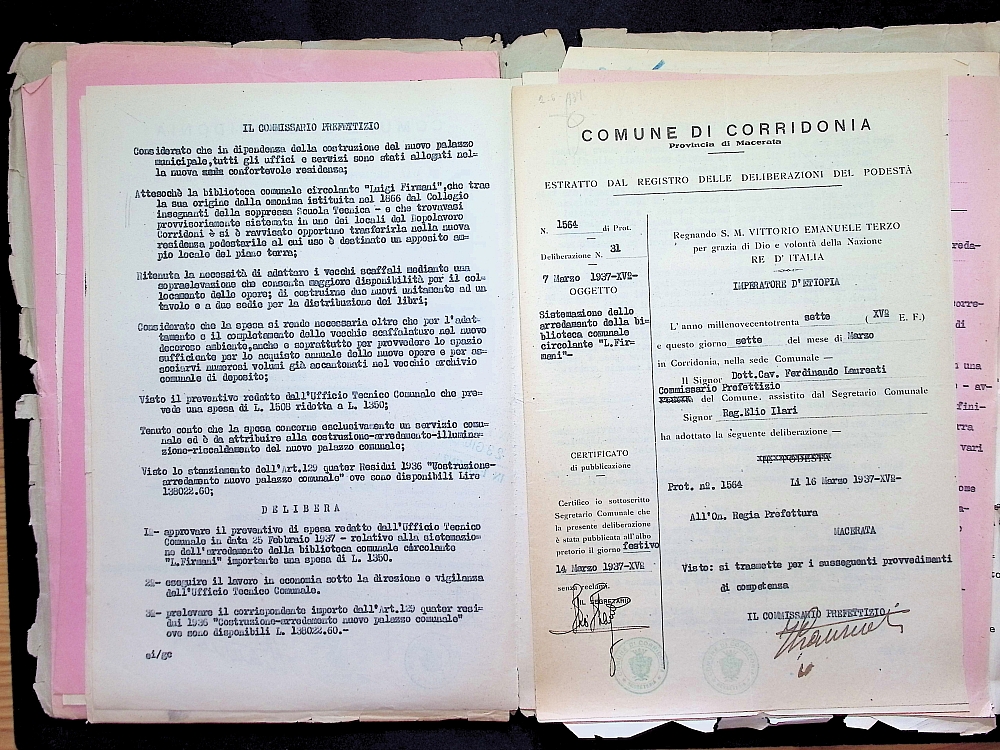 IL COMMISSARIO PREFETTIZIO
Considerato che in dipendenza della costruzione del nuovo palazzo
municipale,tutti gli uffici e servizi sono stati allogati nel=
la nuova confortevole residenza;
Attesochè la biblioteca comunale circolante "Luigi Firmani",che trae
la sua origine dalla omonima istituita nel 1866 dal Collegio
insegnanti della soppressa Scuola Tecnica - e che trovavasi
provvisoriamente sistemata in uno dei locali del Dopolavoro
Corridoni è si è ravvisato opportuno trasferirla nella nuova
residenza podestarile al cui uso è destinato un apposito am=
pio locale del piano terra;
Ritenuta la necessità di adattare i vecchi scaffali mediante una
sopraelevazione che consenta maggiore disponibilità per il col=
locamento delle opere; di costruirne due nuovi unitamente ad un
tavolo e a due sedie per la distribuzione dei libri;
Considerato che la spesa si rende necessaria oltre che per l'adat-
tamento e il completamento delle vecchie scaffalature nel nuovo
decoroso ambiente,anche e soprattutto per provvedere lo spazio
sufficiente per lo acquisto annuale delle nuove opere e per as=
sociarvi numerosi volumi già accantonati nel vecchio archivio
comunale di deposito;
Visto il preventivo redatto dall'Ufficio Tecnico Comunale che pre=
vede una spesa di L. 1508 ridotta a L. 1350;
Tenuto conto che la spesa concerne esclusivamente un servizio comu=
nale ed è da attribuire alla costruzione-arredamento-illumina=
zione-riscaldamento del nuovo palazzo comunale;
Visto lo stanziamento dell'Art.129 quater Residui 1936 "Costruzione-
arredamento nuovo palazzo comunale" ove sono disponibili Lire
138022.60;
D E L I B E R A
1=- approvare il preventivo di spesa redatto dall'Ufficio Tecnico
Comunale in data 25 Febbraio 1937 - relativo alla sistemazio=
ne dell'arredamento della biblioteca comunale circolante
"L.Firmani" importante una spesa di L. 1350.
2=- eseguire il lavoro in economia sotto la direzione e vigilanza
dell'Ufficio Tecnico Comunale.
3=- prelevare il corrispondente importo dall'Art.129 quater resi=
dui 1936 "Costruzione-arredamento nuovo palazzo comunale"
ove sono disponibili L. 138022.60.-
ei/gc
COMUNE DI CORRIDONIA
Provincia di Macerata
ESTRATTO DAL REGISTRO DELLE DELIBERAZIONI DEL PODESTÀ
N. 1564 di Prot.
Deliberazione N. 31
7 Marzo 1937-XVº-
OGGETTO
Sistemazione dello
arredamento della bi=
blioteca comunale
circolante "L.Fir=
mani"-
CERTIFICATO
di pubblicazione
Certifico io sottoscritto
Segretario Comunale che
la presente deliberazione
è stata pubblicata all'albo
pretorio il giorno festivo
14 Marzo 1937-XVº-
senza reclami.
IL SEGRETARIO
Regnando S. M. VITTORIO EMANUELE TERZO
per grazia di Dio e volontà della Nazione
RE D'ITALIA
IMPERATORE D'ETIOPIA
L'anno millenovecentotrenta sette ( XVº E. F.)
e questo giorno sette del mese di Marzo
in Corridonia, nella sede Comunale —
Il Signor Dott.Cav. Ferdinando Laureati
Commissario Prefettizio
del Comune. assistito dal Segretario Comunale
Signor Rag.Elio Ilari
ha adottato la seguente deliberazione —
IL PODESTÀ
Prot. nº. 1564 Li 16 Marzo 1937-XVº-
All'On. Regia Prefettura
MACERATA
Visto: si trasmette per i susseguenti provvedimenti
di competenza
IL COMMISSARIO PREFETTIZIO